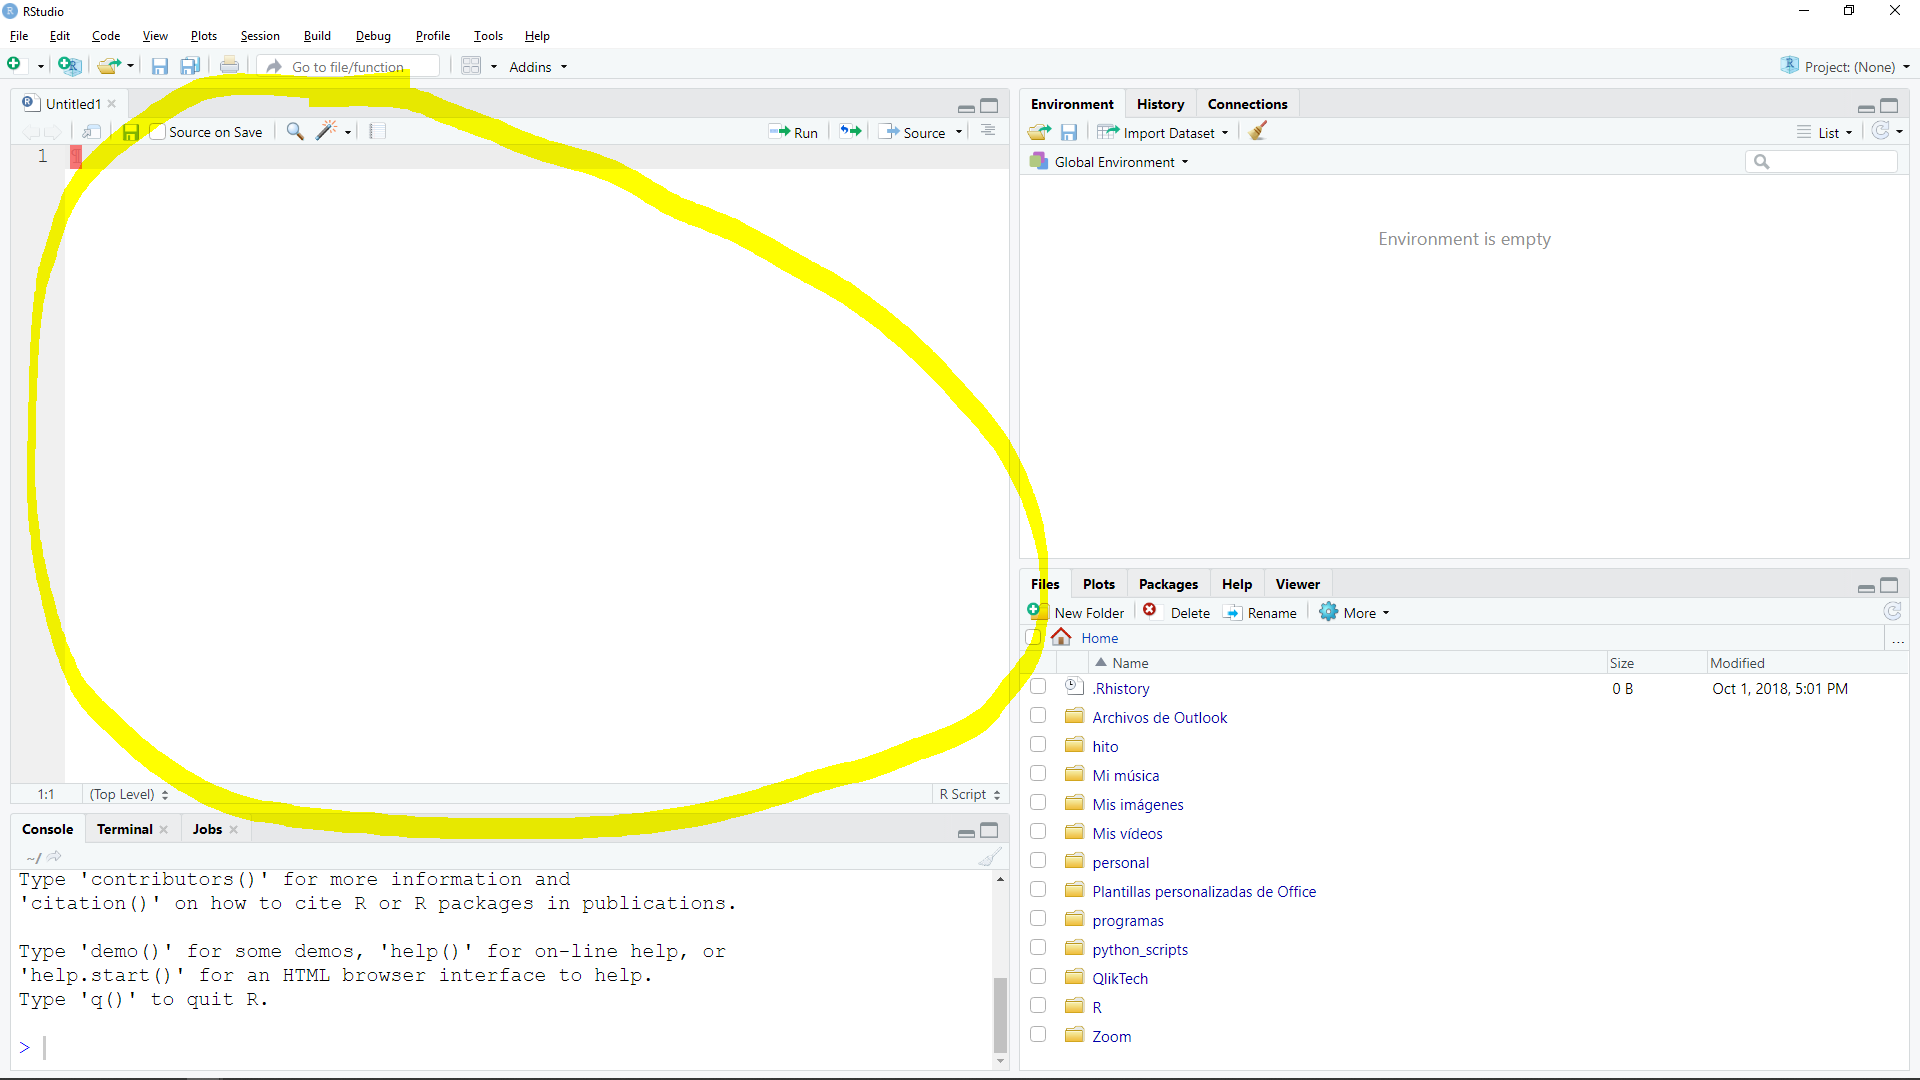 RStudio
File Edit Code View Plots Session Build Debug Profile Tools Help
Go to file/function Addins Project: (None)
Untitled1
Source on Save Run Source
1 ¶
1:1 (Top Level) R Script
Console Terminal Jobs
~/
Type 'contributors()' for more information and
'citation()' on how to cite R or R packages in publications.
Type 'demo()' for some demos, 'help()' for on-line help, or
'help.start()' for an HTML browser interface to help.
Type 'q()' to quit R.
>
Environment History Connections
Import Dataset List
Global Environment
Environment is empty
Files Plots Packages Help Viewer
New Folder Delete Rename More
Home ...
Name Size Modified
.Rhistory 0 B Oct 1, 2018, 5:01 PM
Archivos de Outlook
hito
Mi música
Mis imágenes
Mis vídeos
personal
Plantillas personalizadas de Office
programas
python_scripts
QlikTech
R
Zoom